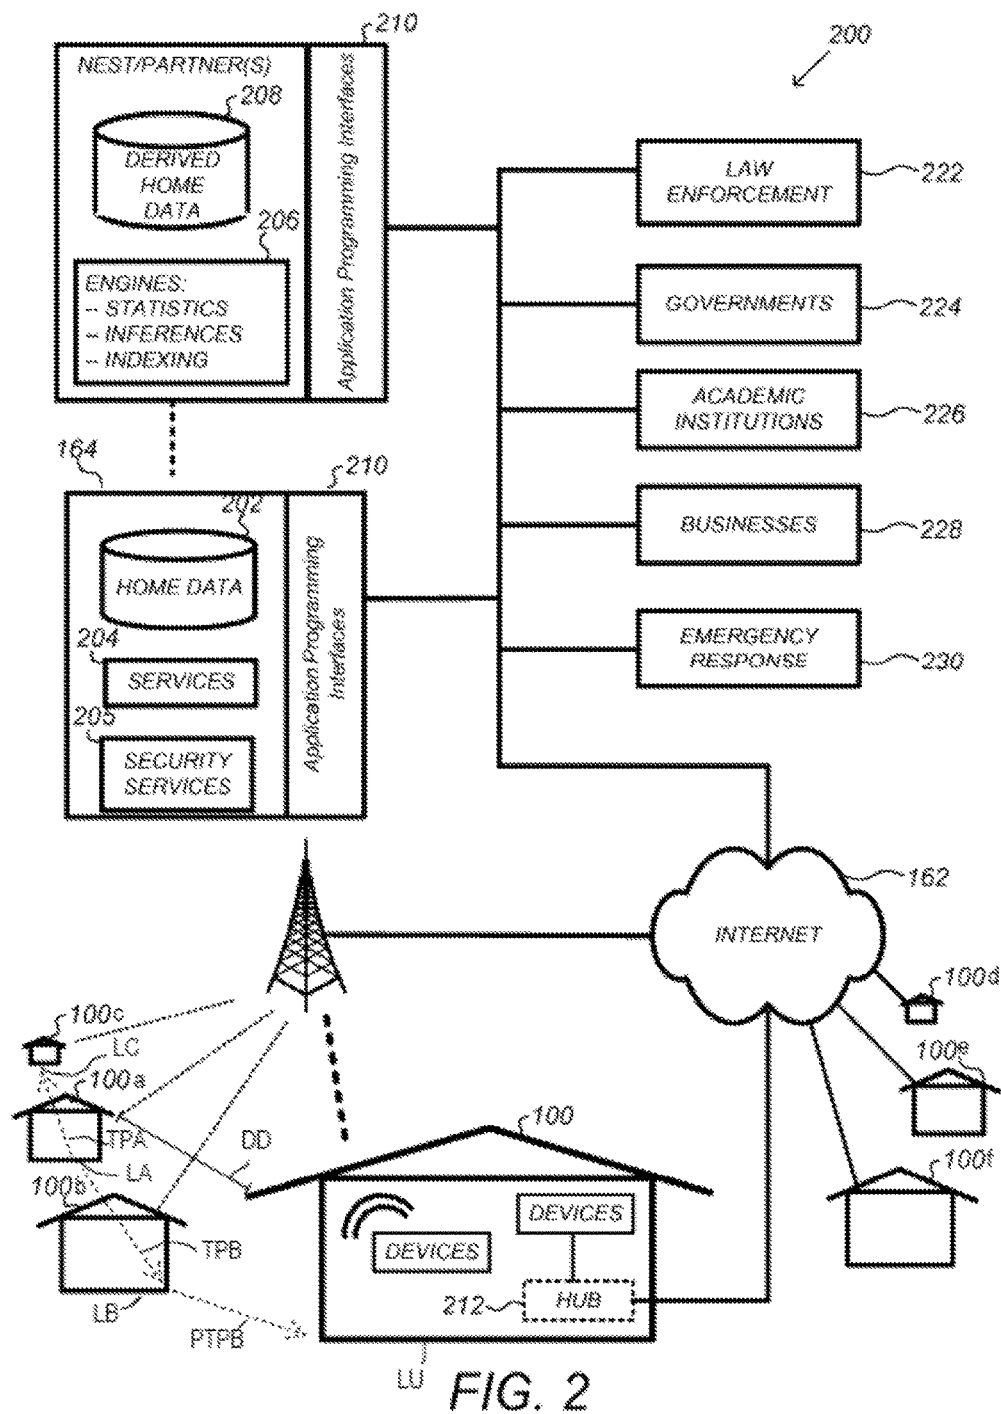 210
200
NEST/PARTNER(S)
208
DERIVED
HOME
DATA
206
ENGINES:
-- STATISTICS
-- INFERENCES
-- INDEXING
Application Programming Interfaces
LAW
ENFORCEMENT
222
GOVERNMENTS
224
ACADEMIC
INSTITUTIONS
226
BUSINESSES
228
EMERGENCY
RESPONSE
230
164
210
202
HOME DATA
204
SERVICES
205
SECURITY
SERVICES
Application Programming
Interfaces
162
INTERNET
100d
100e
100f
100c
LC
100a
TPA
LA
DD
100b
TPB
LB
PTPB
100
DEVICES
DEVICES
212
HUB
LU
FIG. 2